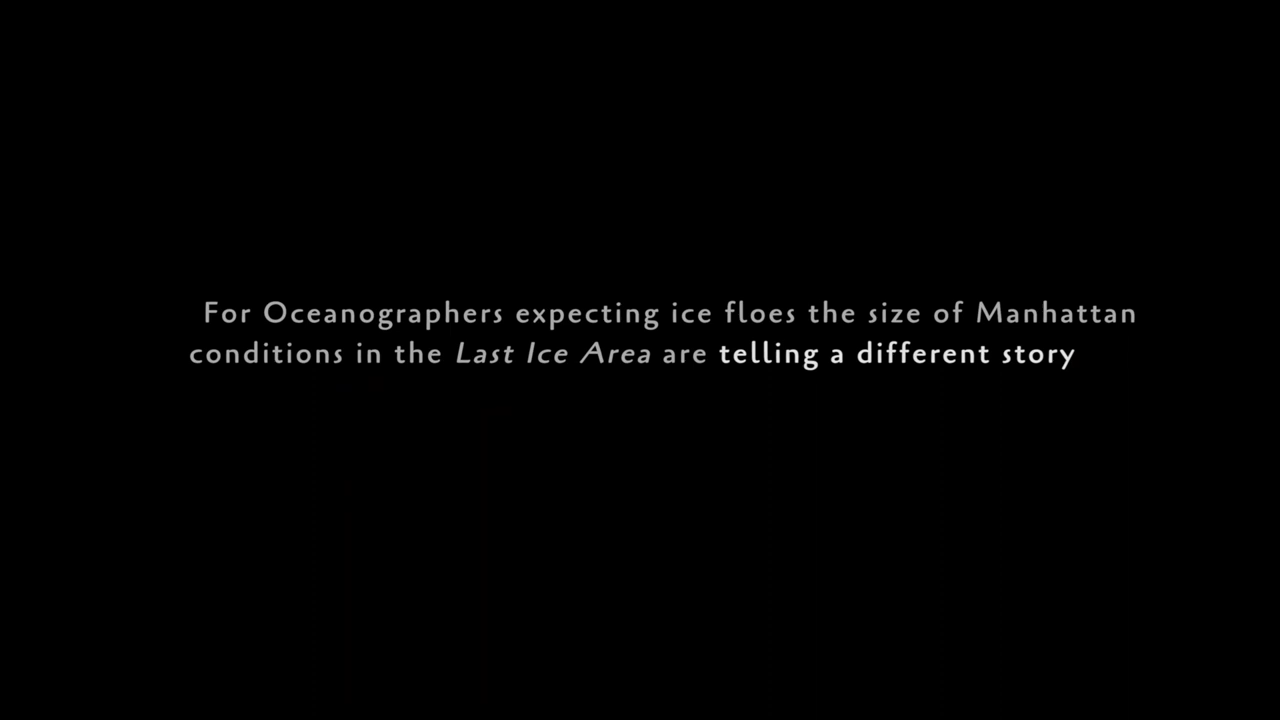 For Oceanographers expecting ice floes the size of Manhattan
conditions in the Last Ice Area are telling a different story